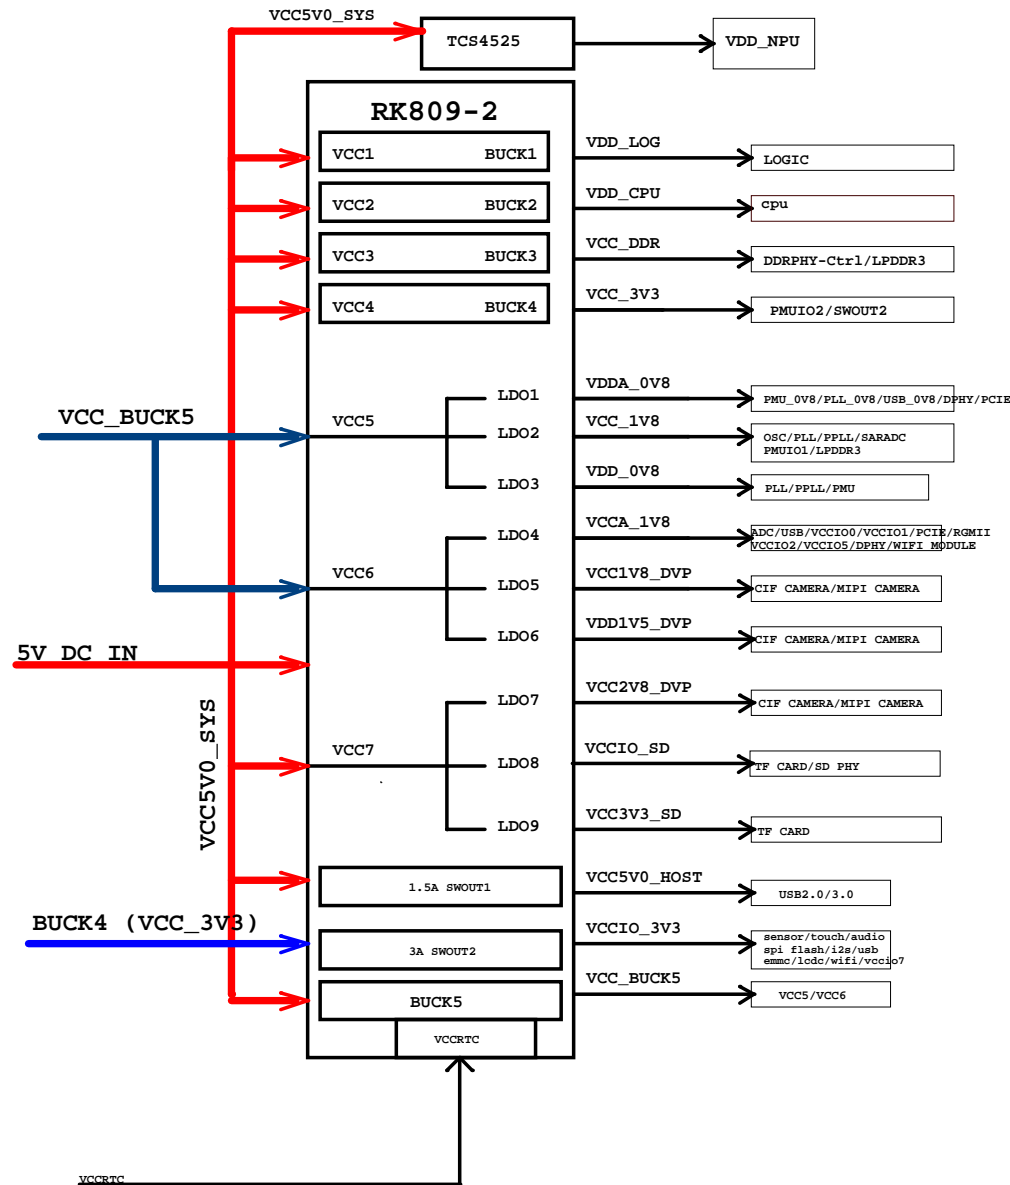 VCC5V0_SYS
TCS4525
VDD_NPU
RK809-2
VCC1 BUCK1
VDD_LOG
LOGIC
VCC2 BUCK2
VDD_CPU
cpu
VCC3 BUCK3
VCC_DDR
DDRPHY-Ctrl/LPDDR3
VCC4 BUCK4
VCC_3V3
PMUIO2/SWOUT2
LDO1
VDDA_0V8
PMU_0V8/PLL_0V8/USB_0V8/DPHY/PCIE
VCC_BUCK5
VCC5
LDO2
VCC_1V8
OSC/PLL/PPLL/SARADC
PMUIO1/LPDDR3
LDO3
VDD_0V8
PLL/PPLL/PMU
LDO4
VCCA_1V8
ADC/USB/VCCIO0/VCCIO1/PCIE/RGMII
VCCIO2/VCCIO5/DPHY/WIFI MODULE
VCC6
LDO5
VCC1V8_DVP
CIF CAMERA/MIPI CAMERA
LDO6
VDD1V5_DVP
CIF CAMERA/MIPI CAMERA
5V DC IN
LDO7
VCC2V8_DVP
CIF CAMERA/MIPI CAMERA
VCC5V0_SYS
VCC7
LDO8
VCCIO_SD
TF CARD/SD PHY
LDO9
VCC3V3_SD
TF CARD
1.5A SWOUT1
VCC5V0_HOST
USB2.0/3.0
BUCK4 (VCC_3V3)
3A SWOUT2
VCCIO_3V3
sensor/touch/audio
spi flash/i2s/usb
emmc/lcdc/wifi/vccio7
BUCK5
VCC_BUCK5
VCC5/VCC6
VCCRTC
VCCRTC